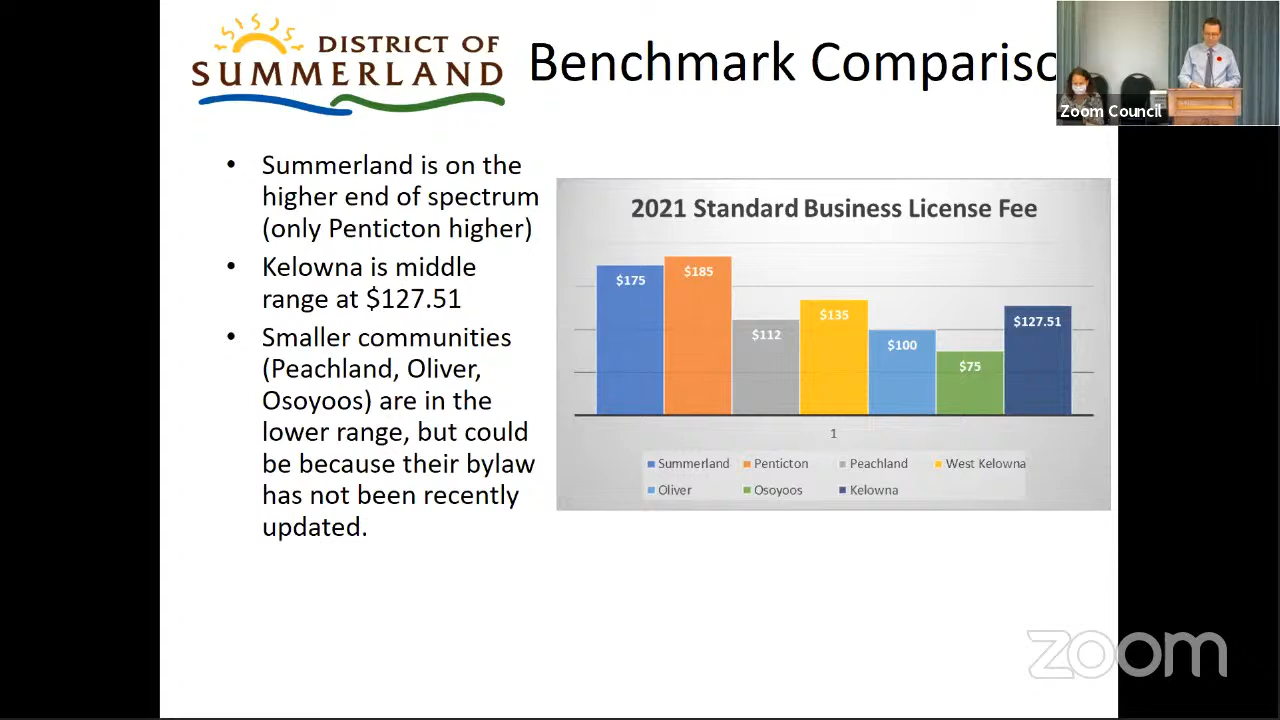 DISTRICT OF
SUMMERLAND
Benchmark Comparisc
Zoom Council
• Summerland is on the
higher end of spectrum
(only Penticton higher)
• Kelowna is middle
range at $127.51
• Smaller communities
(Peachland, Oliver,
Osoyoos) are in the
lower range, but could
be because their bylaw
has not been recently
updated.
2021 Standard Business License Fee
$175
$185
$112
$135
$100
$75
$127.51
1
Summerland Penticton Peachland West Kelowna
Oliver Osoyoos Kelowna
zoom